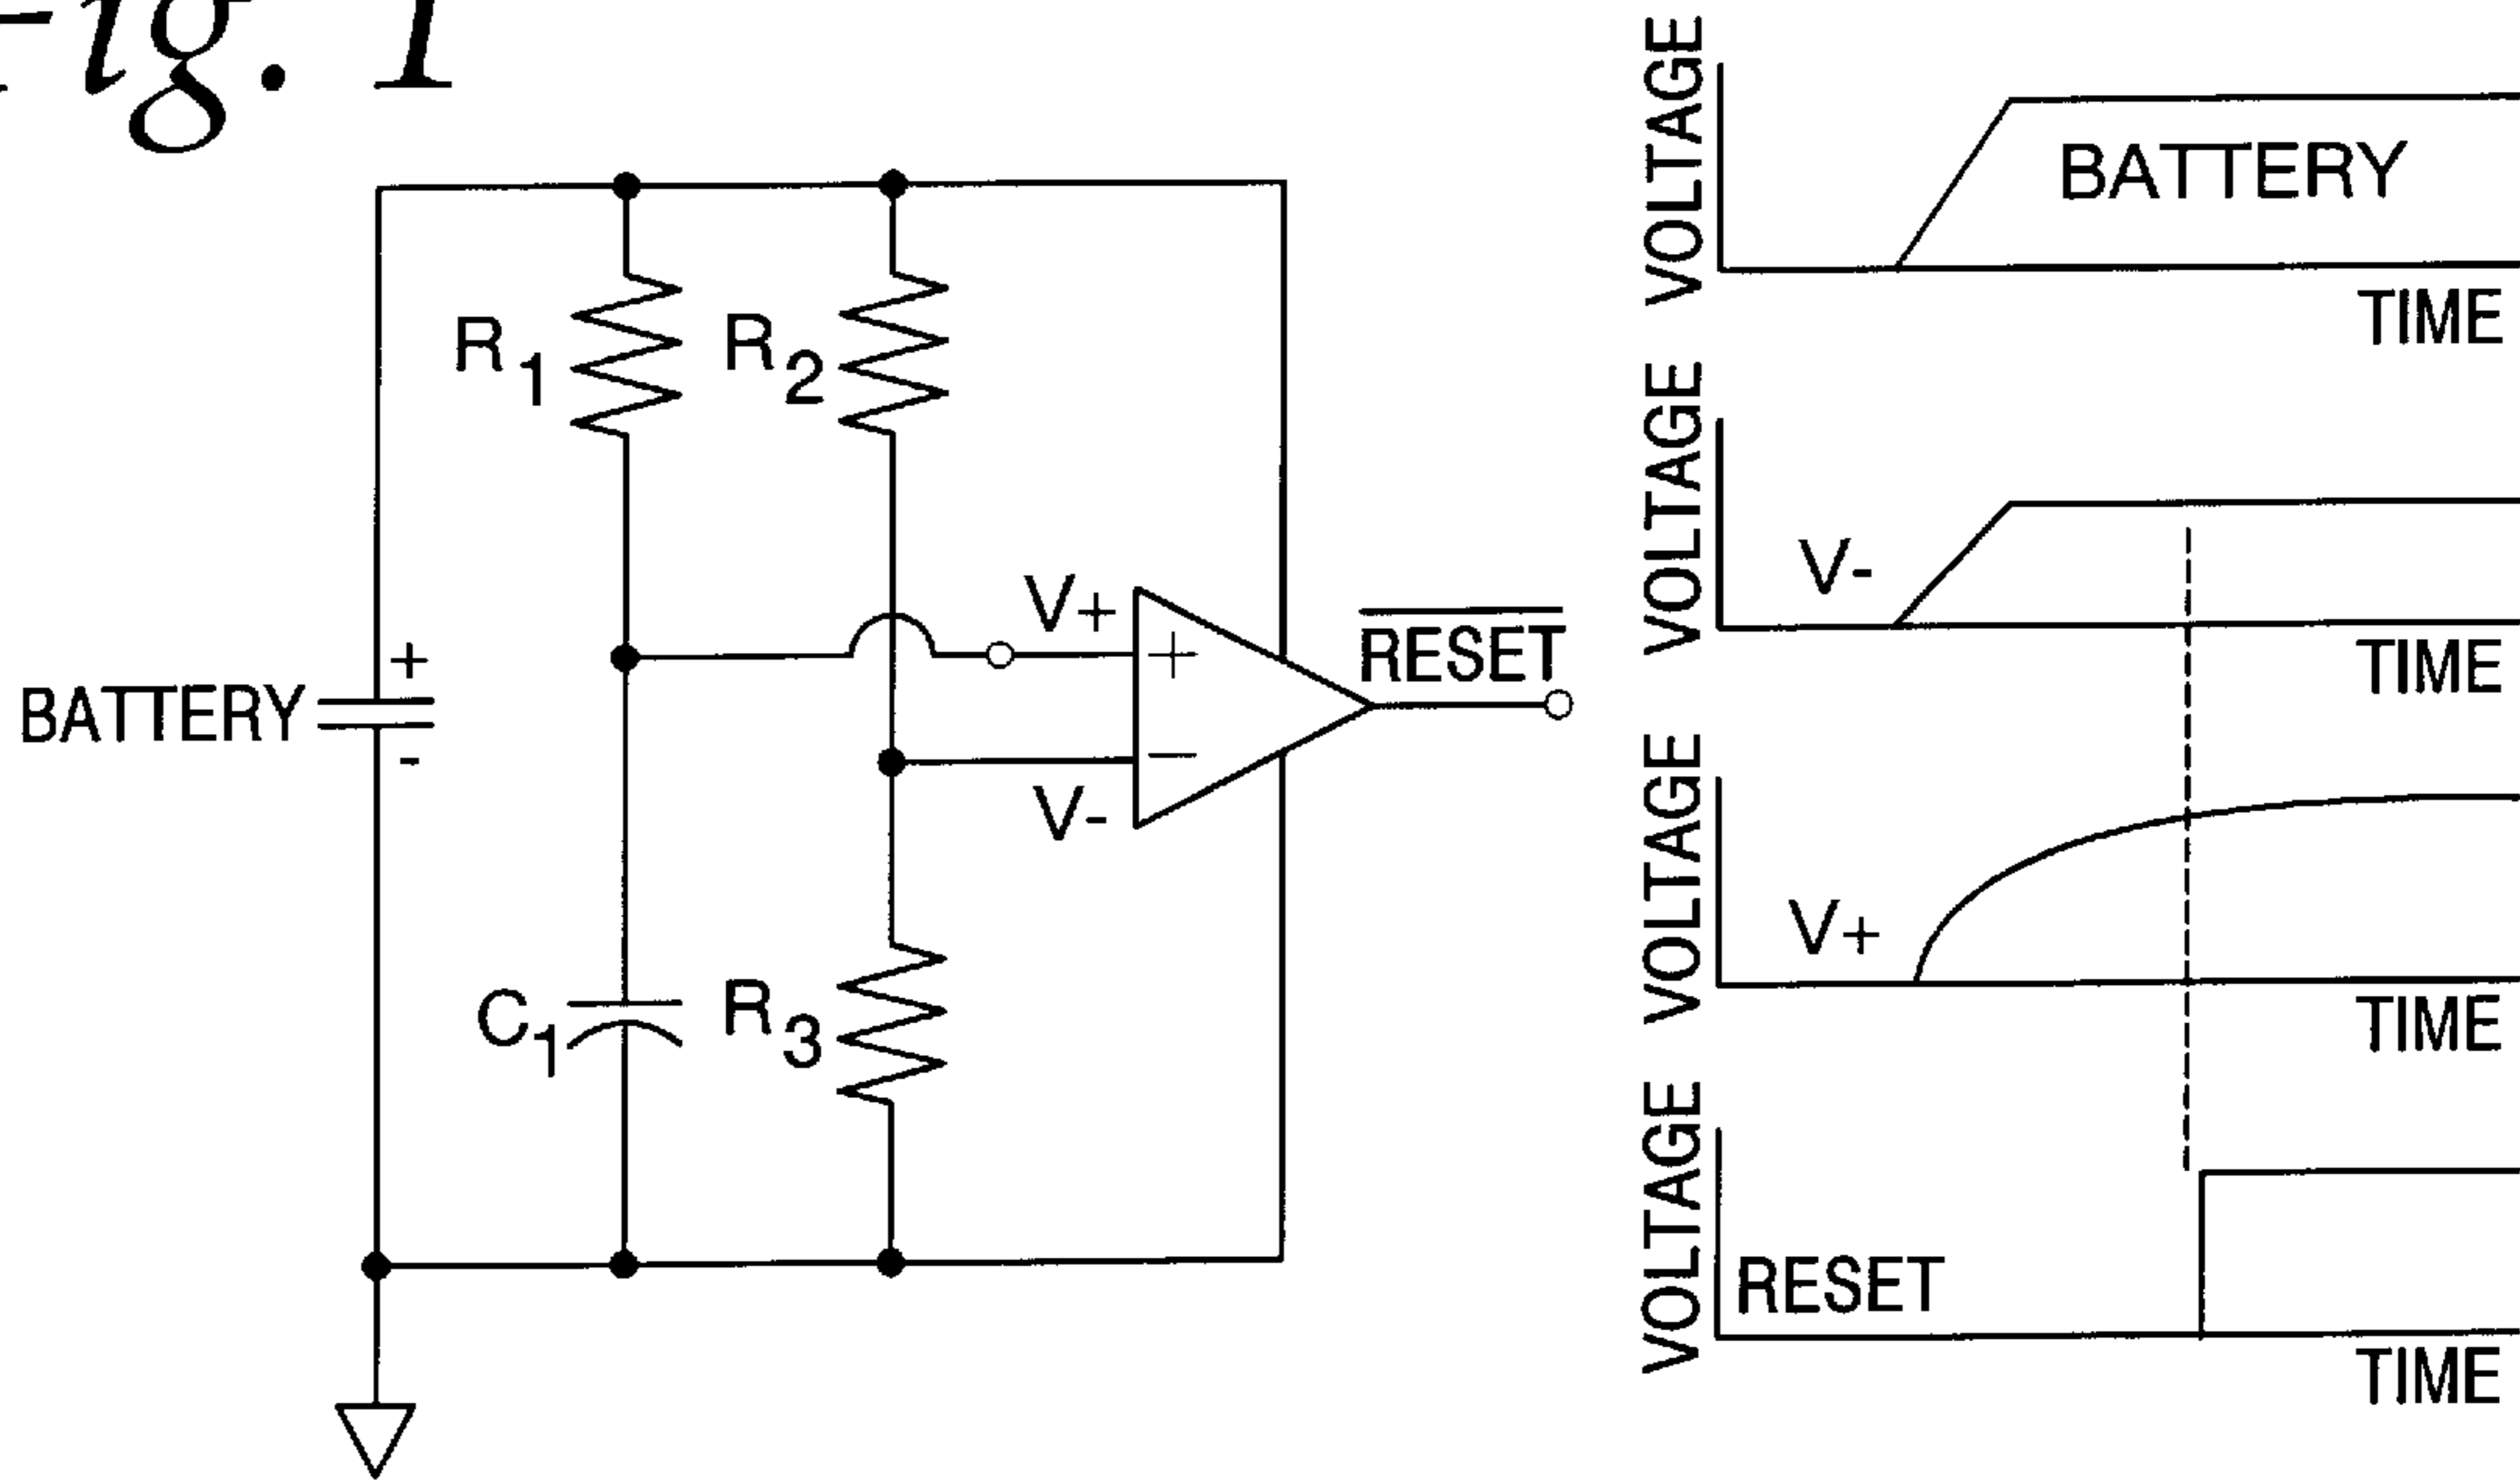 Fig. 1
R1
R2
V+
+
RESET
+
BATTERY
-
−
V-
C1
R3
VOLTAGE
BATTERY
TIME
VOLTAGE
V-
TIME
VOLTAGE
V+
TIME
VOLTAGE
RESET
TIME